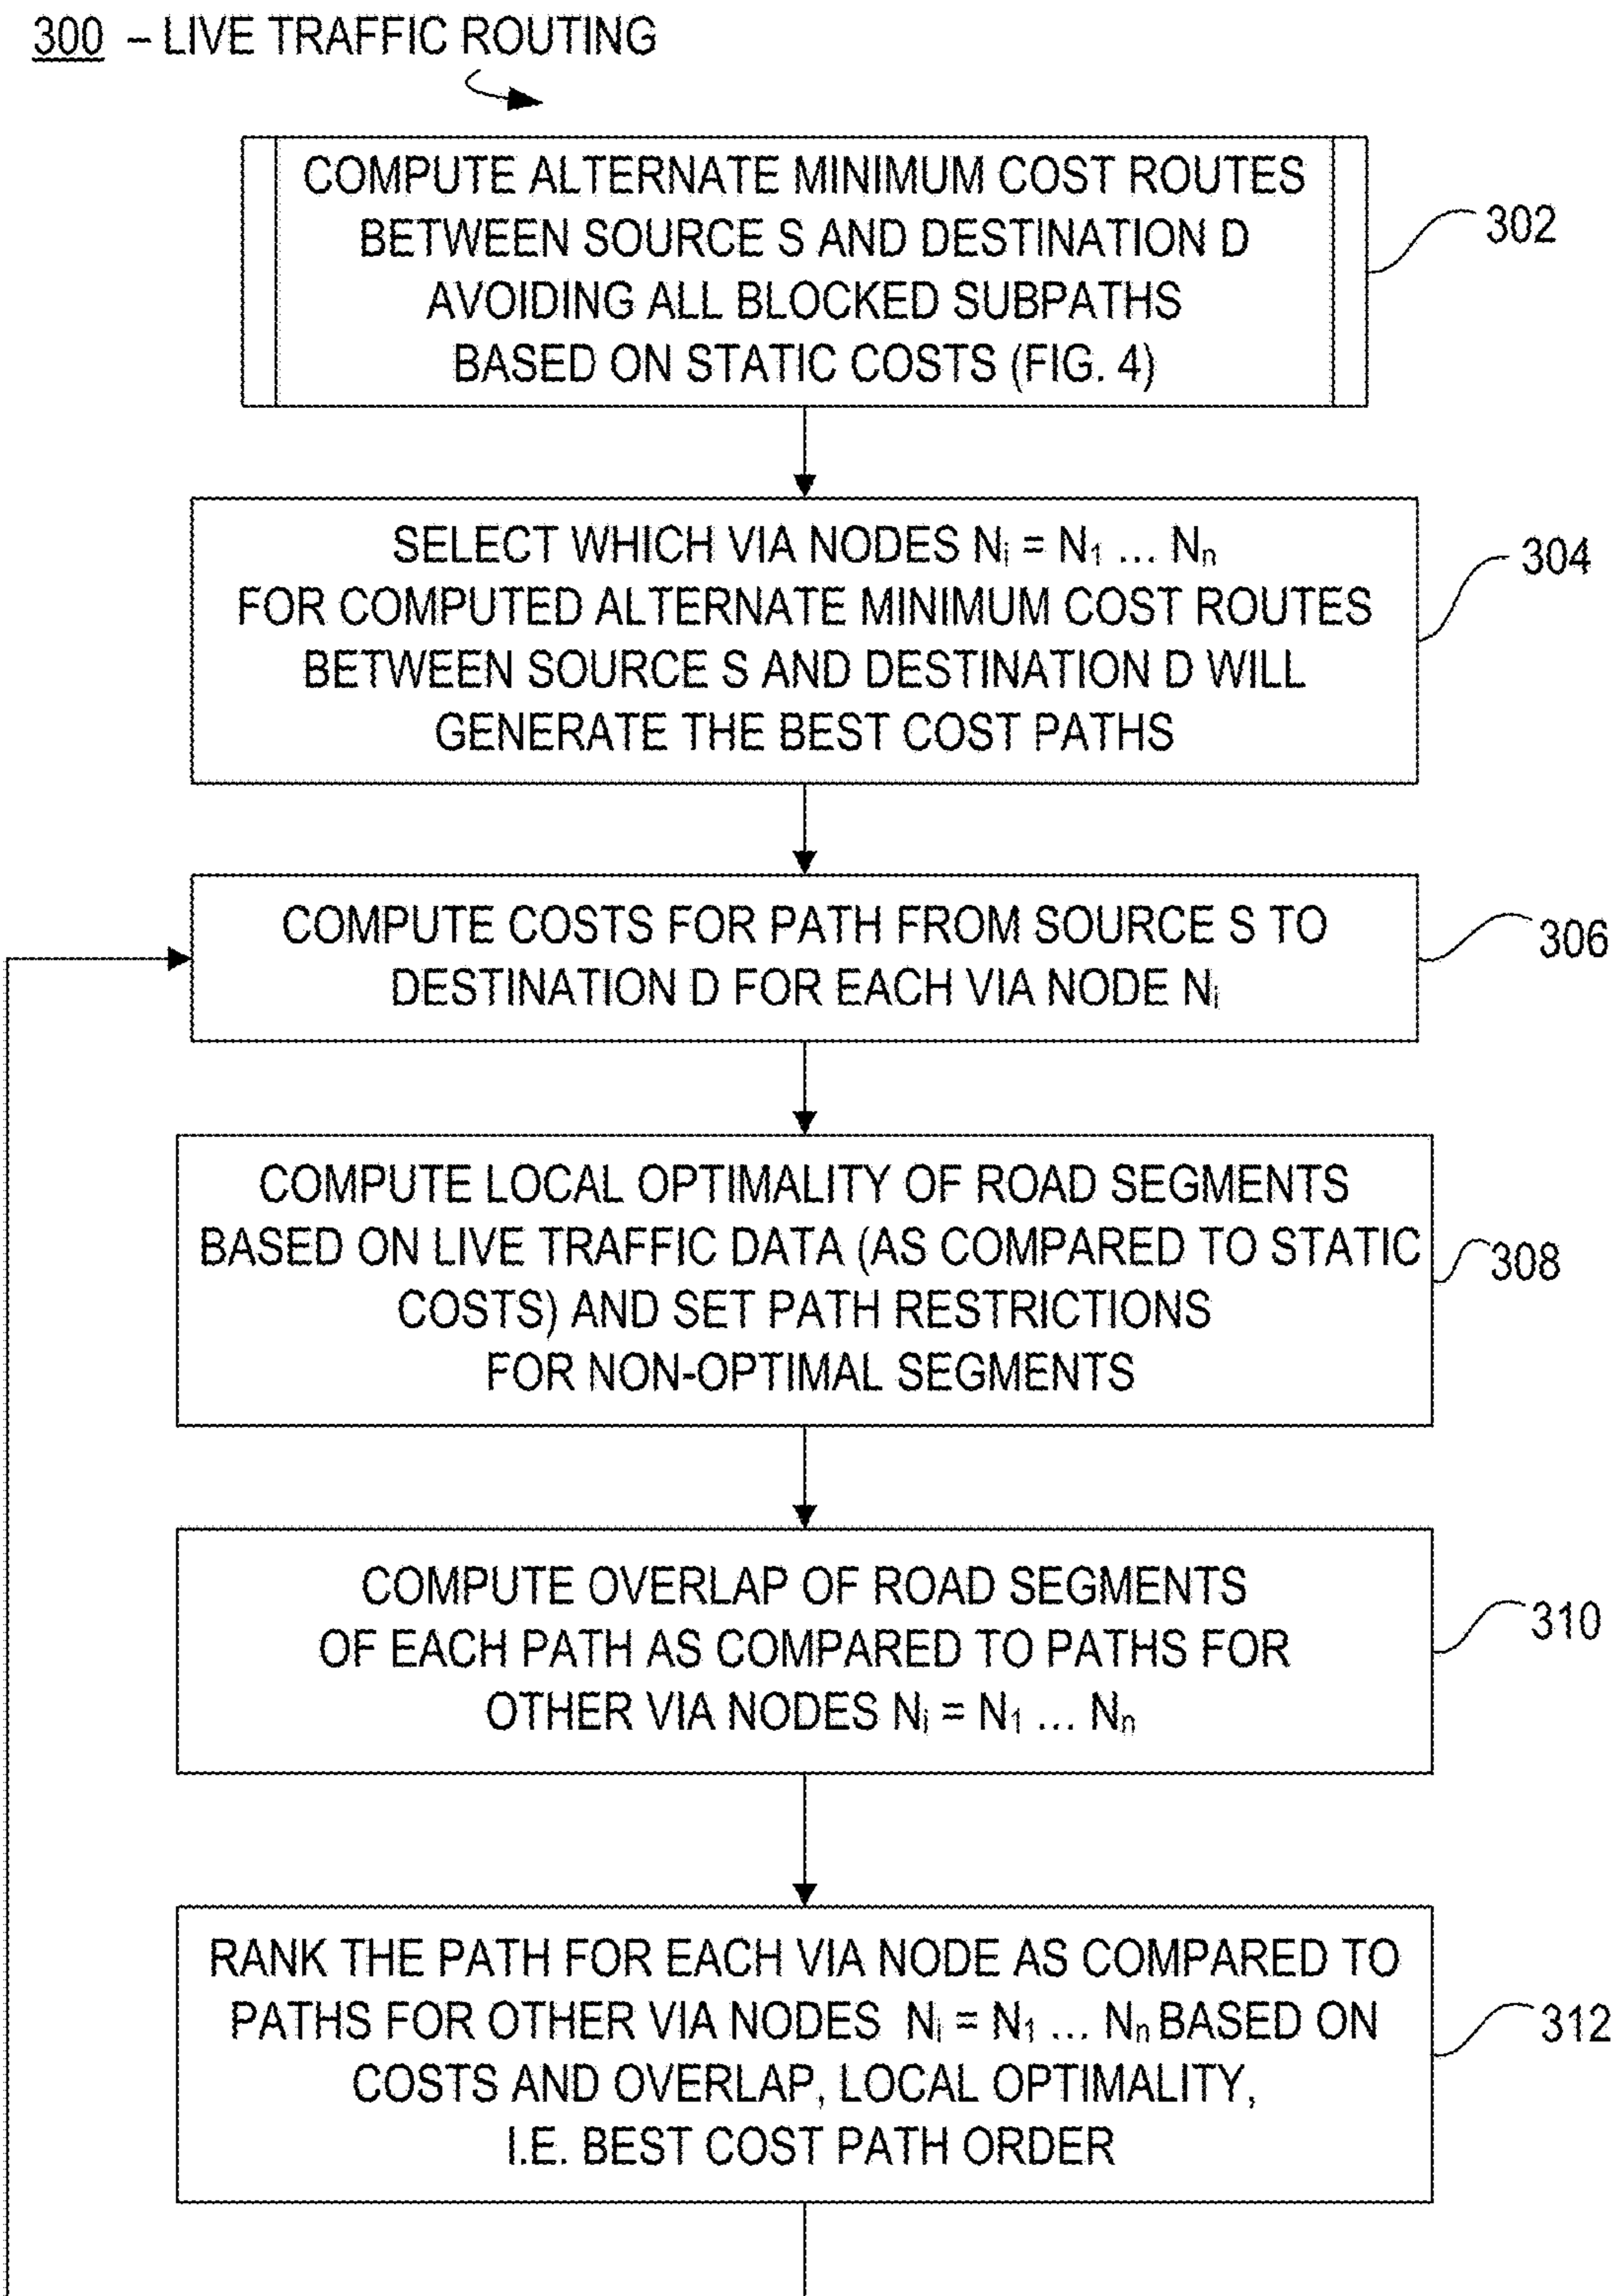 300 – LIVE TRAFFIC ROUTING
COMPUTE ALTERNATE MINIMUM COST ROUTES
BETWEEN SOURCE S AND DESTINATION D
AVOIDING ALL BLOCKED SUBPATHS
BASED ON STATIC COSTS (FIG. 4)
302
SELECT WHICH VIA NODES Ni = N1 ... Nn
FOR COMPUTED ALTERNATE MINIMUM COST ROUTES
BETWEEN SOURCE S AND DESTINATION D WILL
GENERATE THE BEST COST PATHS
304
COMPUTE COSTS FOR PATH FROM SOURCE S TO
DESTINATION D FOR EACH VIA NODE Ni
306
COMPUTE LOCAL OPTIMALITY OF ROAD SEGMENTS
BASED ON LIVE TRAFFIC DATA (AS COMPARED TO STATIC
COSTS) AND SET PATH RESTRICTIONS
FOR NON-OPTIMAL SEGMENTS
308
COMPUTE OVERLAP OF ROAD SEGMENTS
OF EACH PATH AS COMPARED TO PATHS FOR
OTHER VIA NODES Ni = N1 ... Nn
310
RANK THE PATH FOR EACH VIA NODE AS COMPARED TO
PATHS FOR OTHER VIA NODES Ni = N1 ... Nn BASED ON
COSTS AND OVERLAP, LOCAL OPTIMALITY,
I.E. BEST COST PATH ORDER
312